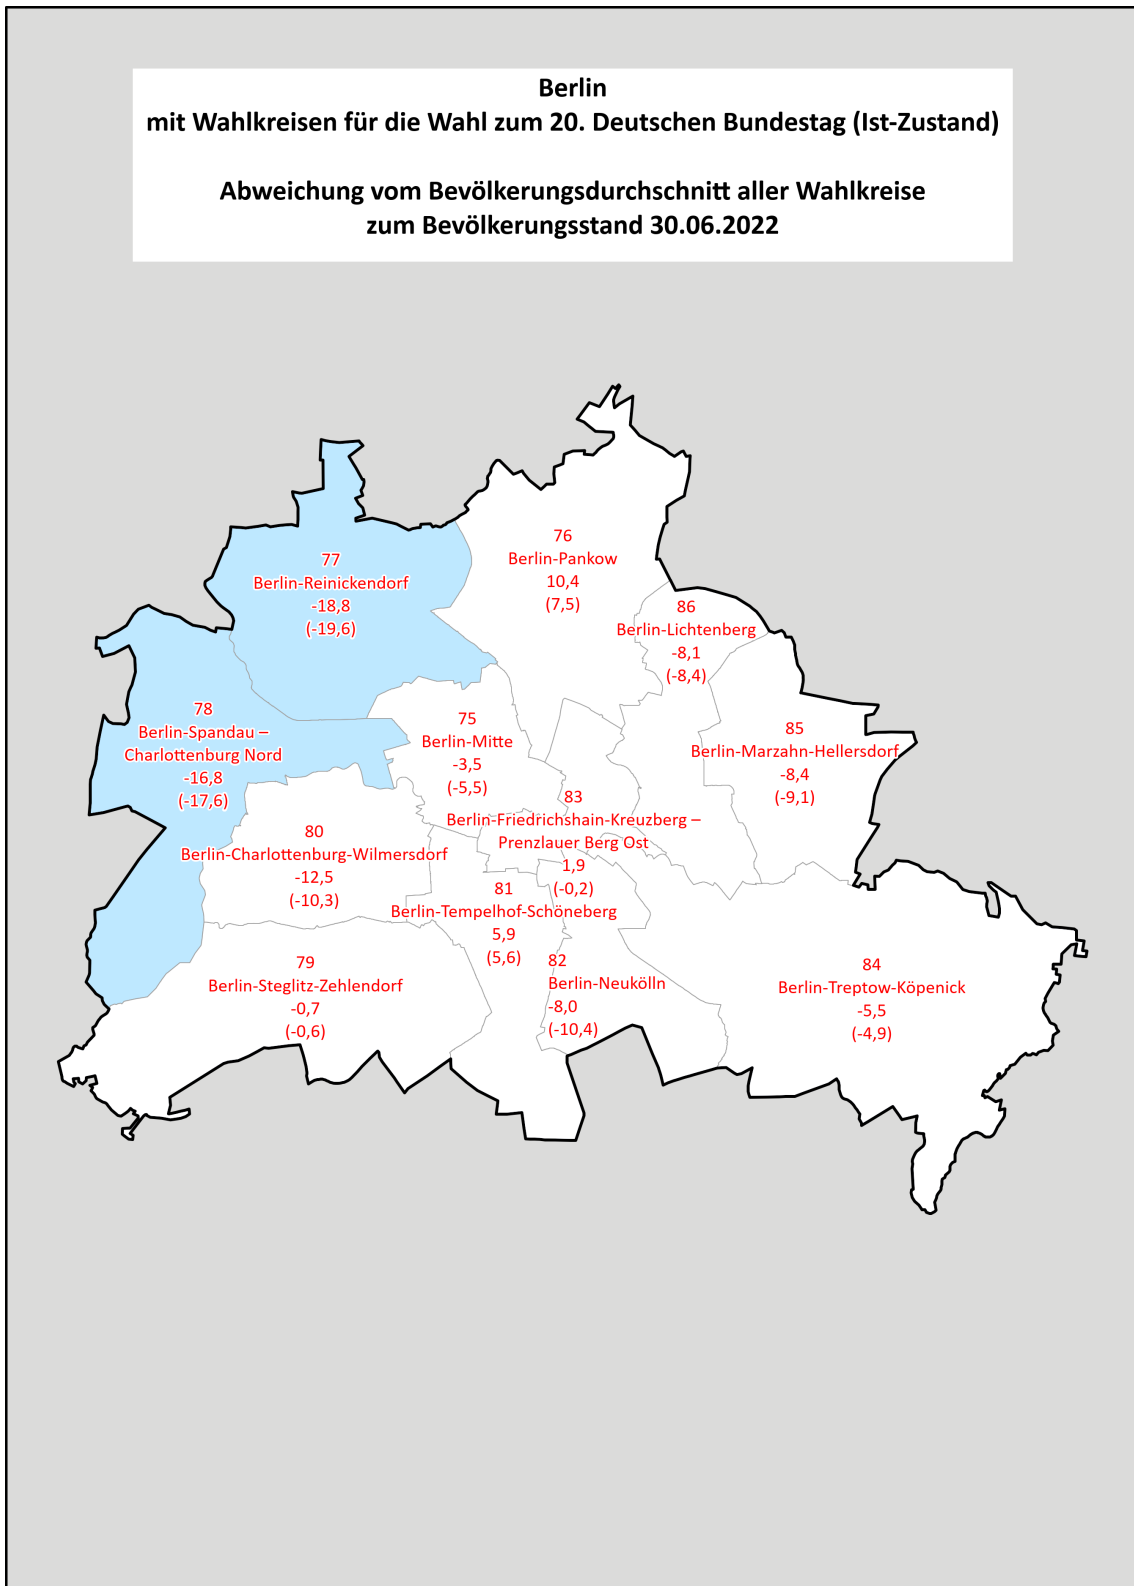 Berlin
mit Wahlkreisen für die Wahl zum 20. Deutschen Bundestag (Ist-Zustand)
Abweichung vom Bevölkerungsdurchschnitt aller Wahlkreise
zum Bevölkerungsstand 30.06.2022
76
Berlin-Pankow
10,4
(7,5)
77
Berlin-Reinickendorf
-18,8
(-19,6)
86
Berlin-Lichtenberg
-8,1
(-8,4)
78
Berlin-Spandau –
Charlottenburg Nord
-16,8
(-17,6)
75
Berlin-Mitte
-3,5
(-5,5)
85
Berlin-Marzahn-Hellersdorf
-8,4
(-9,1)
83
Berlin-Friedrichshain-Kreuzberg –
Prenzlauer Berg Ost
1,9
(-0,2)
80
Berlin-Charlottenburg-Wilmersdorf
-12,5
(-10,3)
81
Berlin-Tempelhof-Schöneberg
5,9
(5,6)
82
Berlin-Neukölln
-8,0
(-10,4)
79
Berlin-Steglitz-Zehlendorf
-0,7
(-0,6)
84
Berlin-Treptow-Köpenick
-5,5
(-4,9)